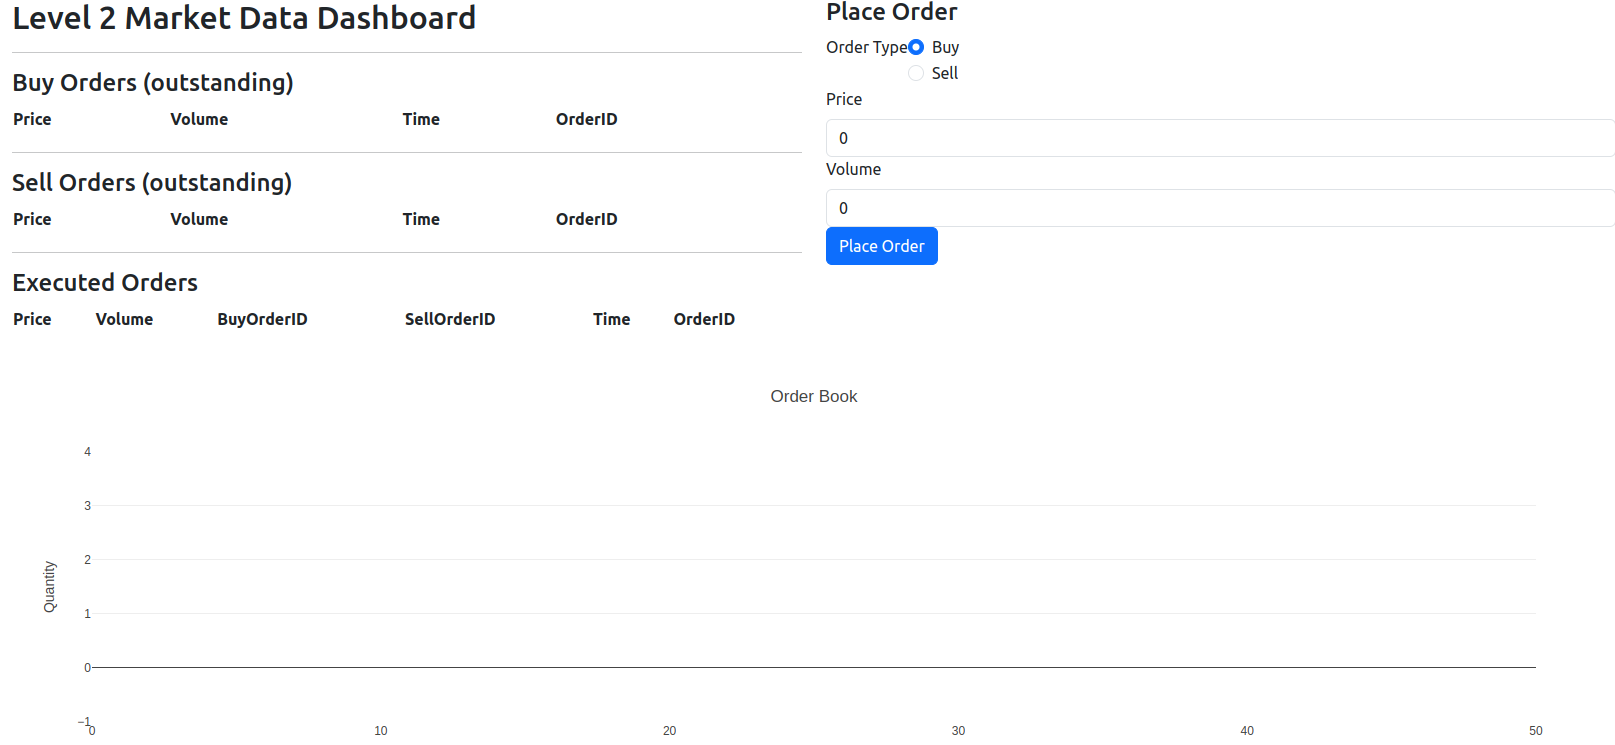 Level 2 Market Data Dashboard
Buy Orders (outstanding)
Price Volume Time OrderID
Sell Orders (outstanding)
Price Volume Time OrderID
Executed Orders
Price Volume BuyOrderID SellOrderID Time OrderID
Place Order
Order Type Buy
Sell
Price
0
Volume
0
Place Order
Order Book
Quantity
4
3
2
1
0
−1
0 10 20 30 40 50